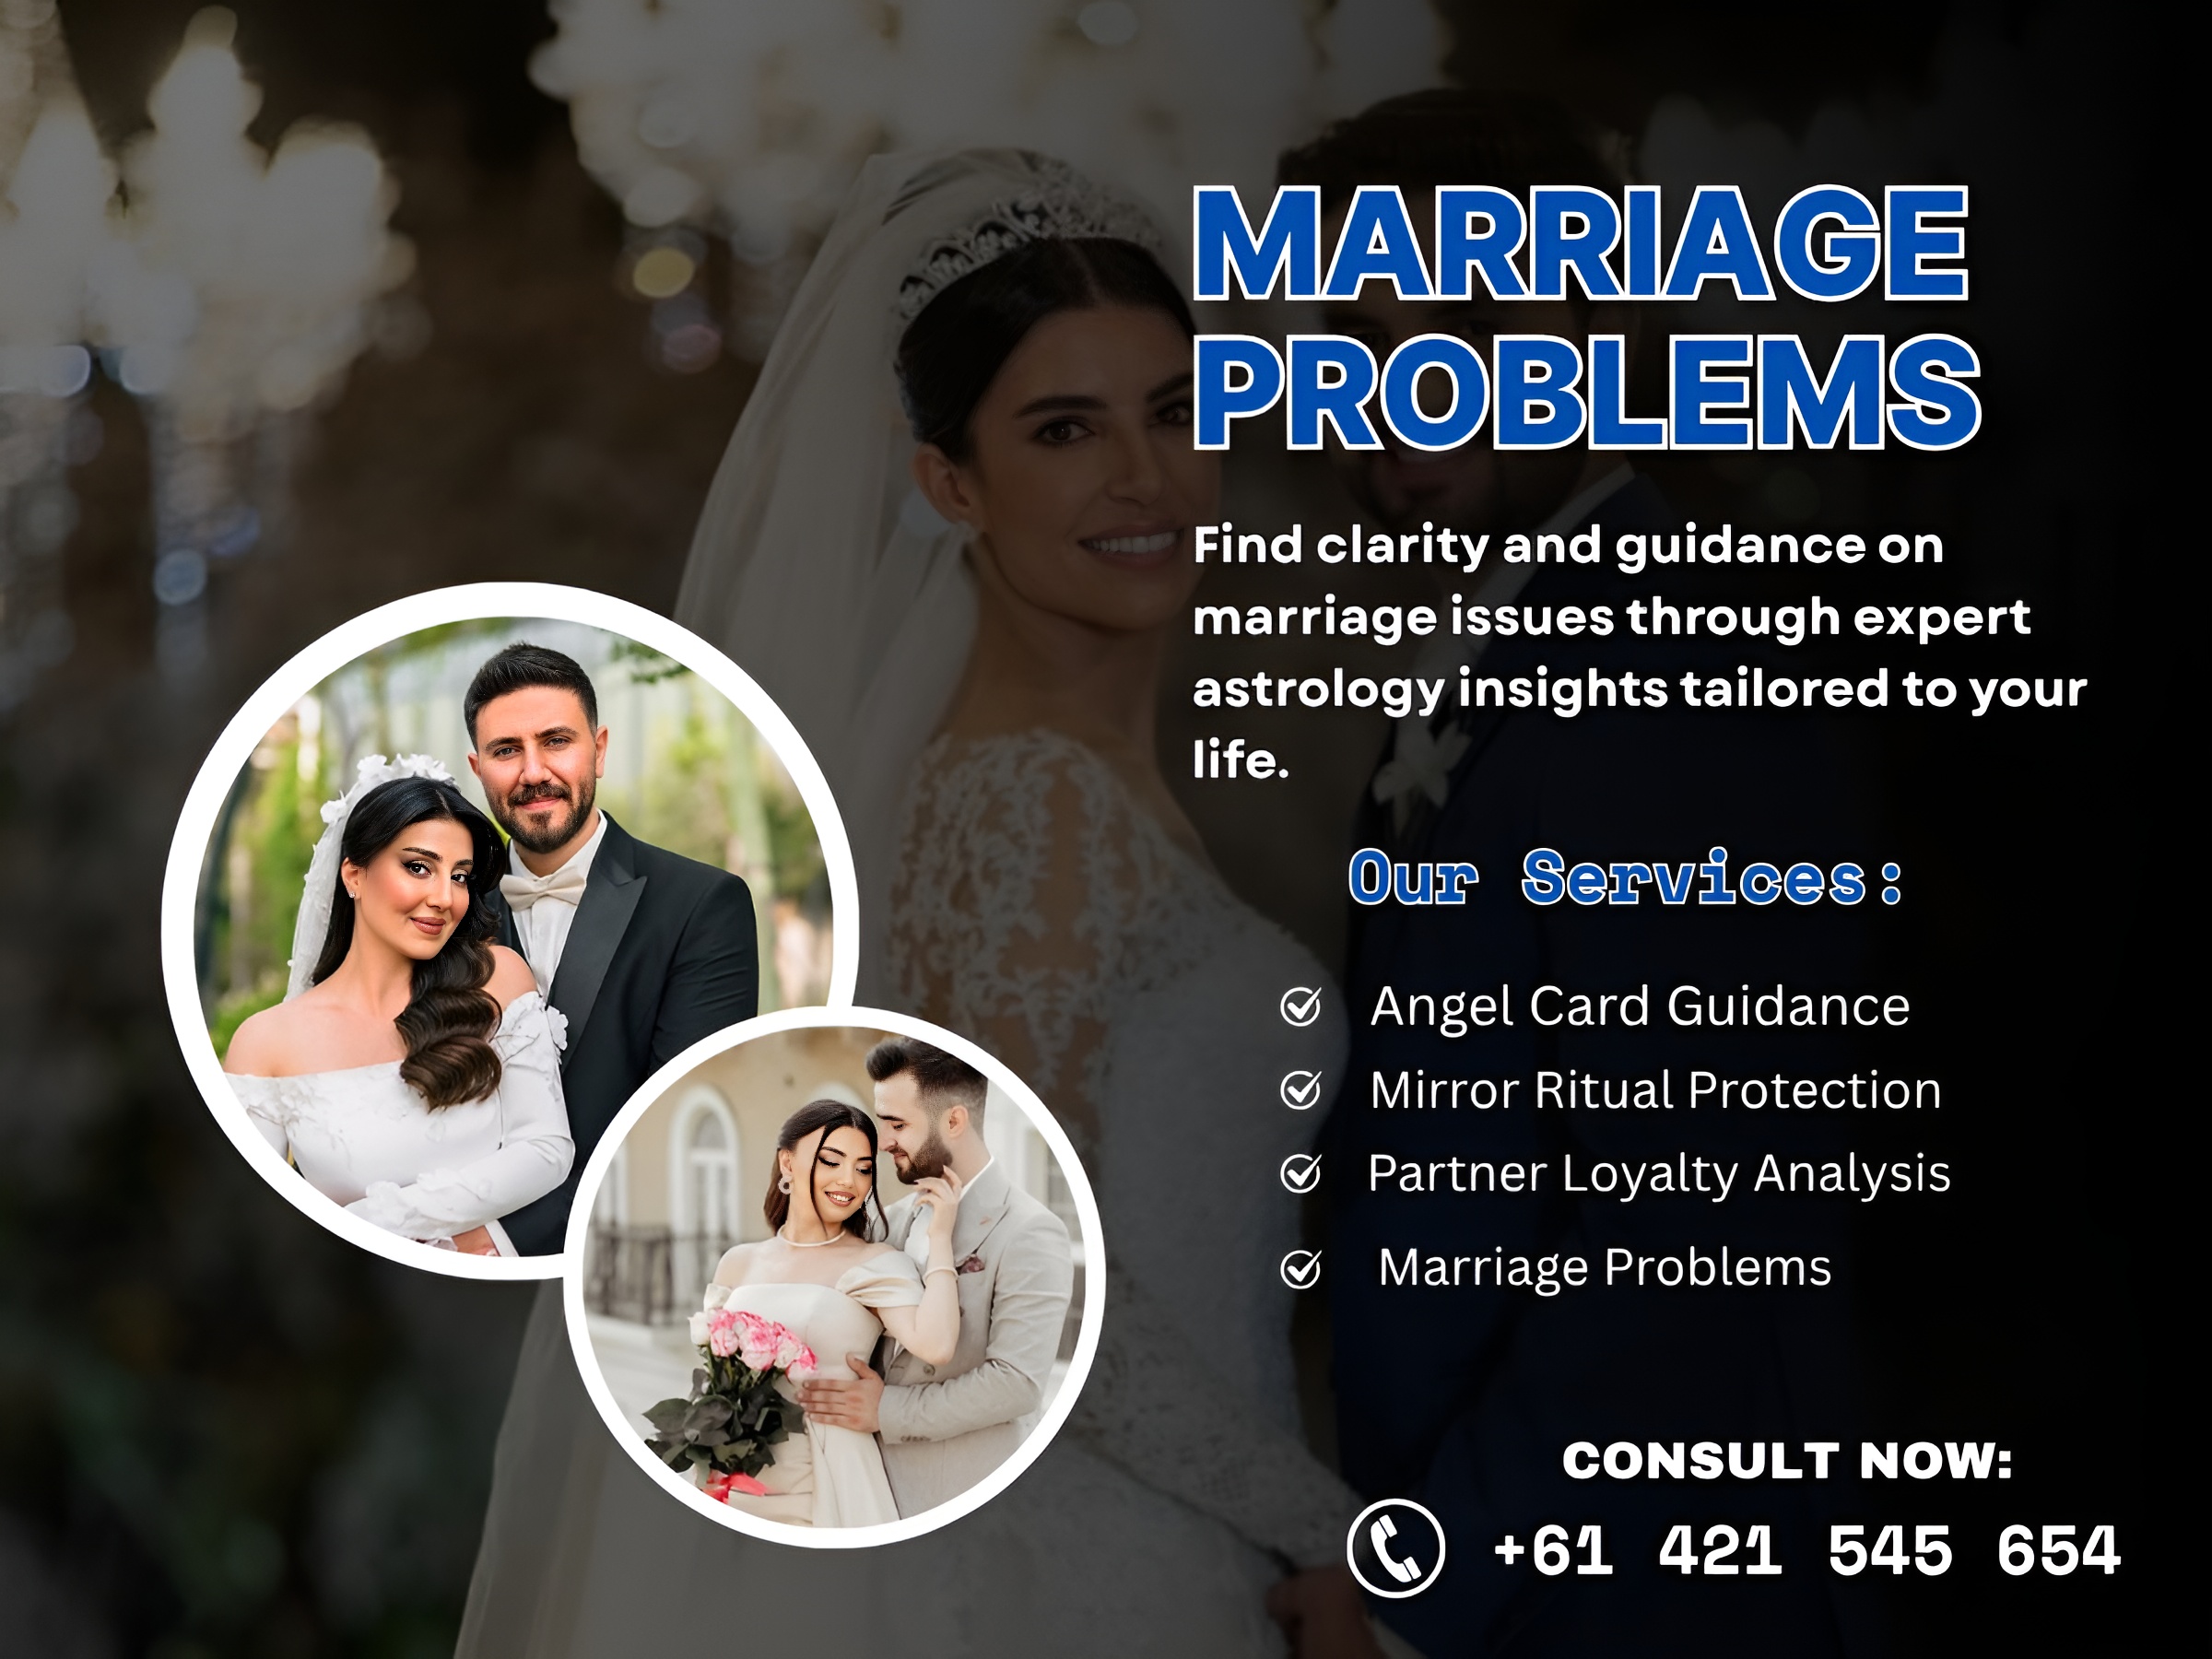 MARRIAGE
PROBLEMS
Find clarity and guidance on
marriage issues through expert
astrology insights tailored to your
life.
Our Services:
Angel Card Guidance
Mirror Ritual Protection
Partner Loyalty Analysis
Marriage Problems
CONSULT NOW:
+61 421 545 654